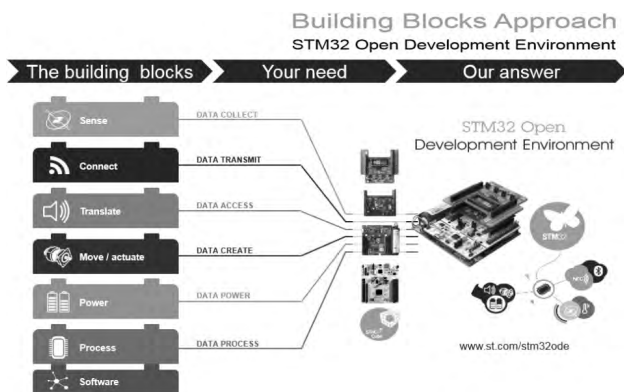 Building Blocks Approach
STM32 Open Development Environment
The building blocks
Your need
Our answer
Sense
DATA COLLECT
Connect
DATA TRANSMIT
Translate
DATA ACCESS
Move / actuate
DATA CREATE
Power
DATA POWER
Process
DATA PROCESS
Software
STM32 Open
Development Environment
STM32
NFC
www.st.com/stm32ode